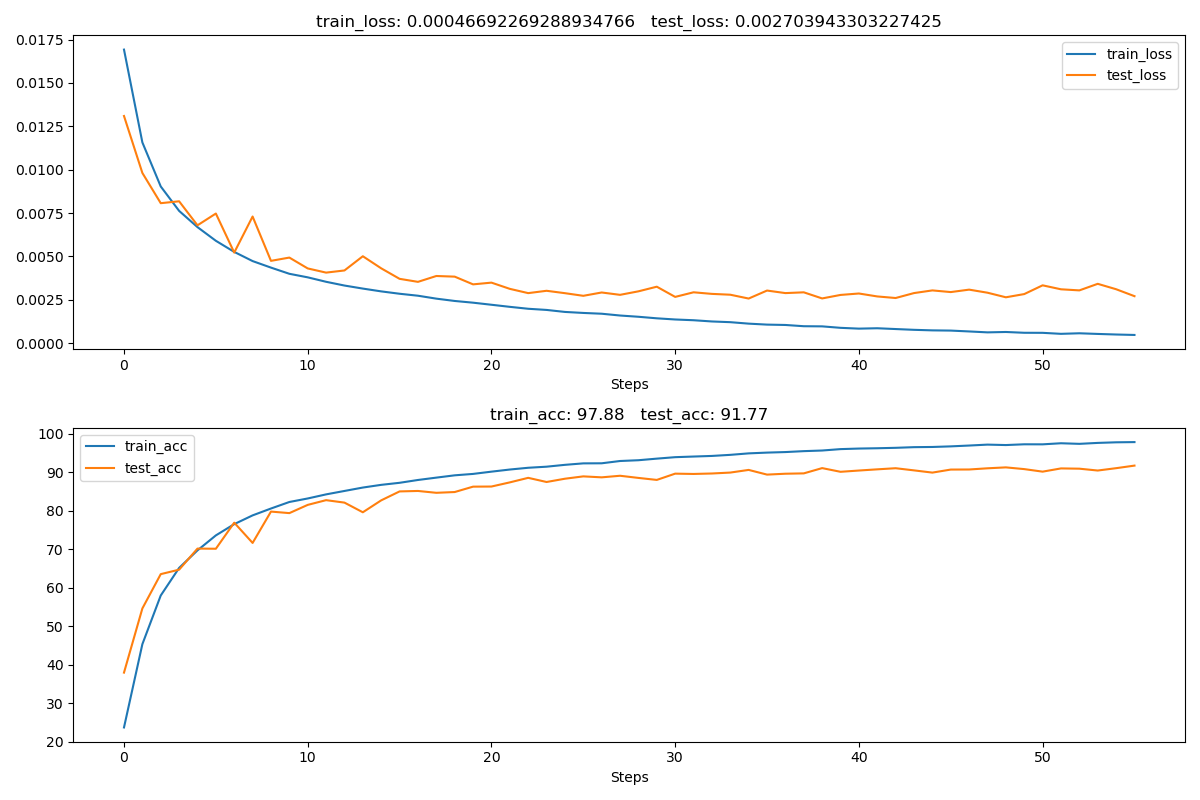 train_loss: 0.00046692269288934766   test_loss: 0.002703943303227425
0.0175
0.0150
0.0125
0.0100
0.0075
0.0050
0.0025
0.0000
train_loss
test_loss
0 10 20 30 40 50
Steps
train_acc: 97.88   test_acc: 91.77
100
90
80
70
60
50
40
30
20
train_acc
test_acc
0 10 20 30 40 50
Steps